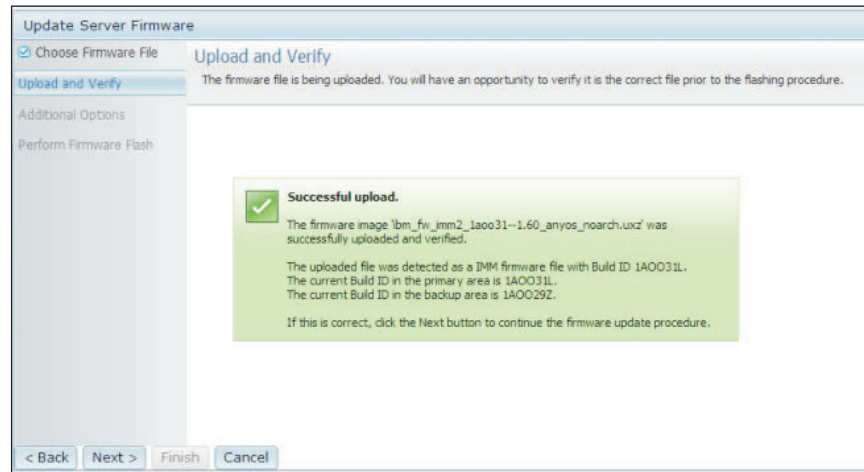 Update Server Firmware
Choose Firmware File
Upload and Verify
Additional Options
Perform Firmware Flash
Upload and Verify
The firmware file is being uploaded. You will have an opportunity to verify it is the correct file prior to the flashing procedure.
Successful upload.
The firmware image 'ibm_fw_imm2_1aoo31--1.60_anyos_noarch.uxz' was
successfully uploaded and verified.
The uploaded file was detected as a IMM firmware file with Build ID 1AOO31L.
The current Build ID in the primary area is 1AOO31L.
The current Build ID in the backup area is 1AOO29Z.
If this is correct, click the Next button to continue the firmware update procedure.
< Back Next > Finish Cancel